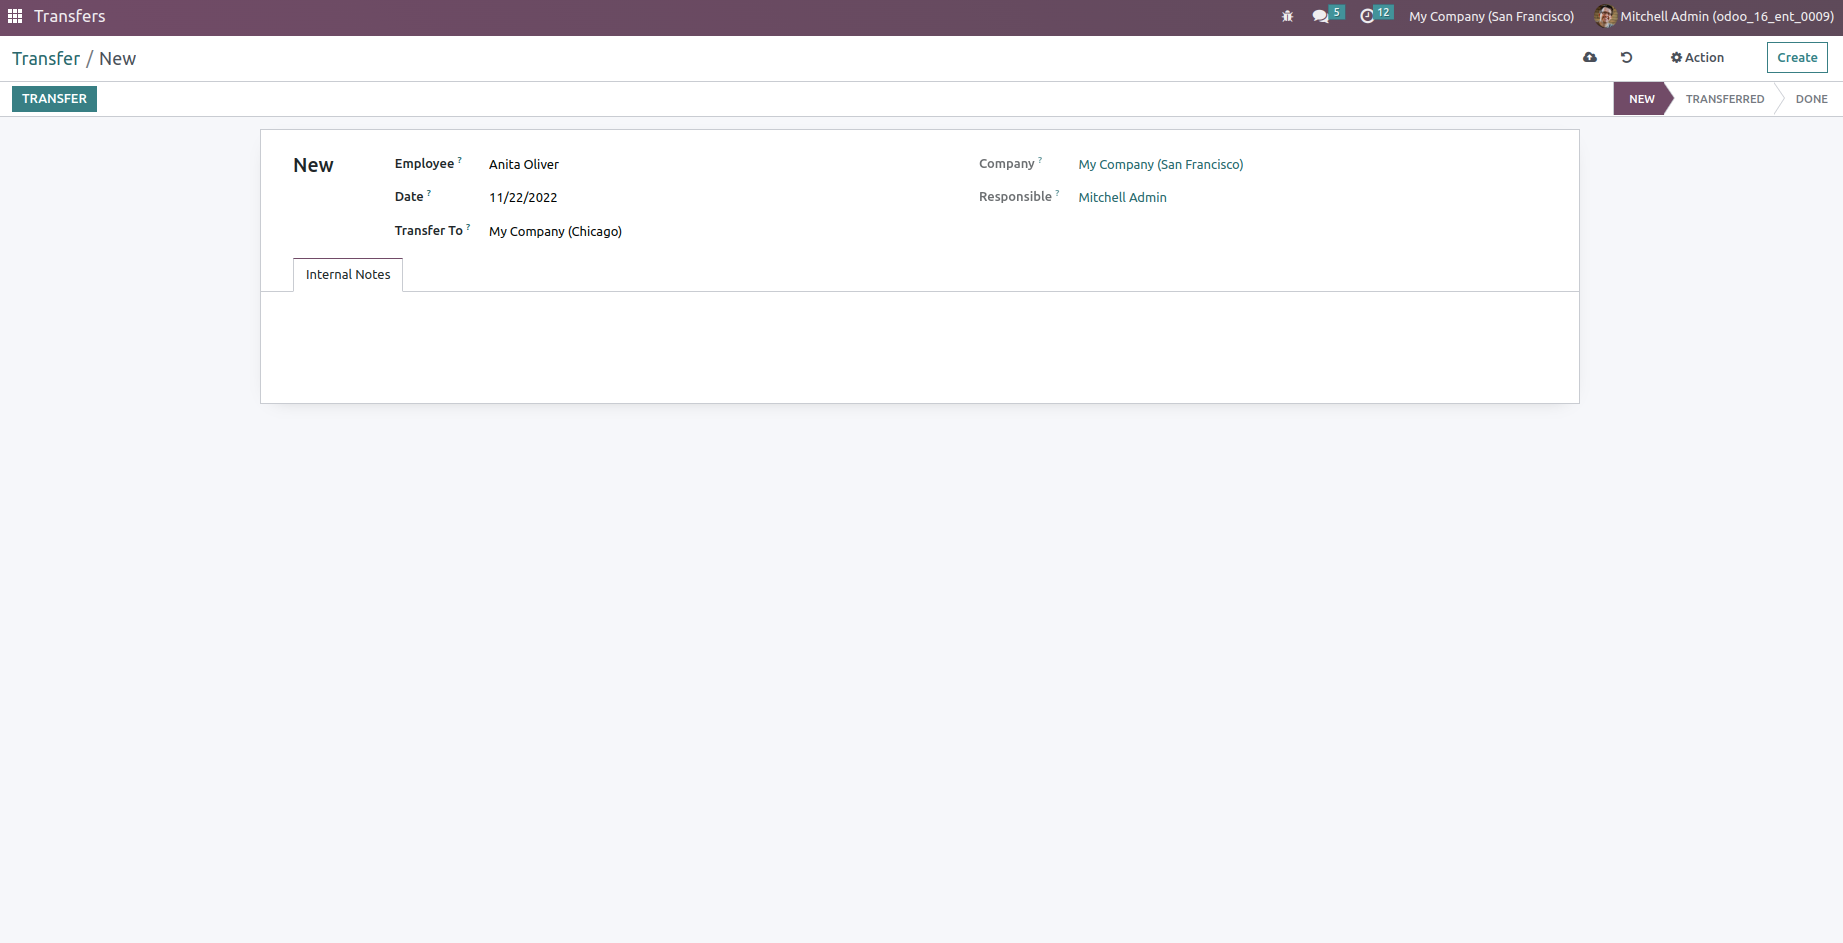 Transfers
5
12
My Company (San Francisco)
Mitchell Admin (odoo_16_ent_0009)
Transfer / New
Action
Create
TRANSFER
NEW
TRANSFERRED
DONE
New
Employee ?
Anita Oliver
Company ?
My Company (San Francisco)
Date ?
11/22/2022
Responsible ?
Mitchell Admin
Transfer To ?
My Company (Chicago)
Internal Notes